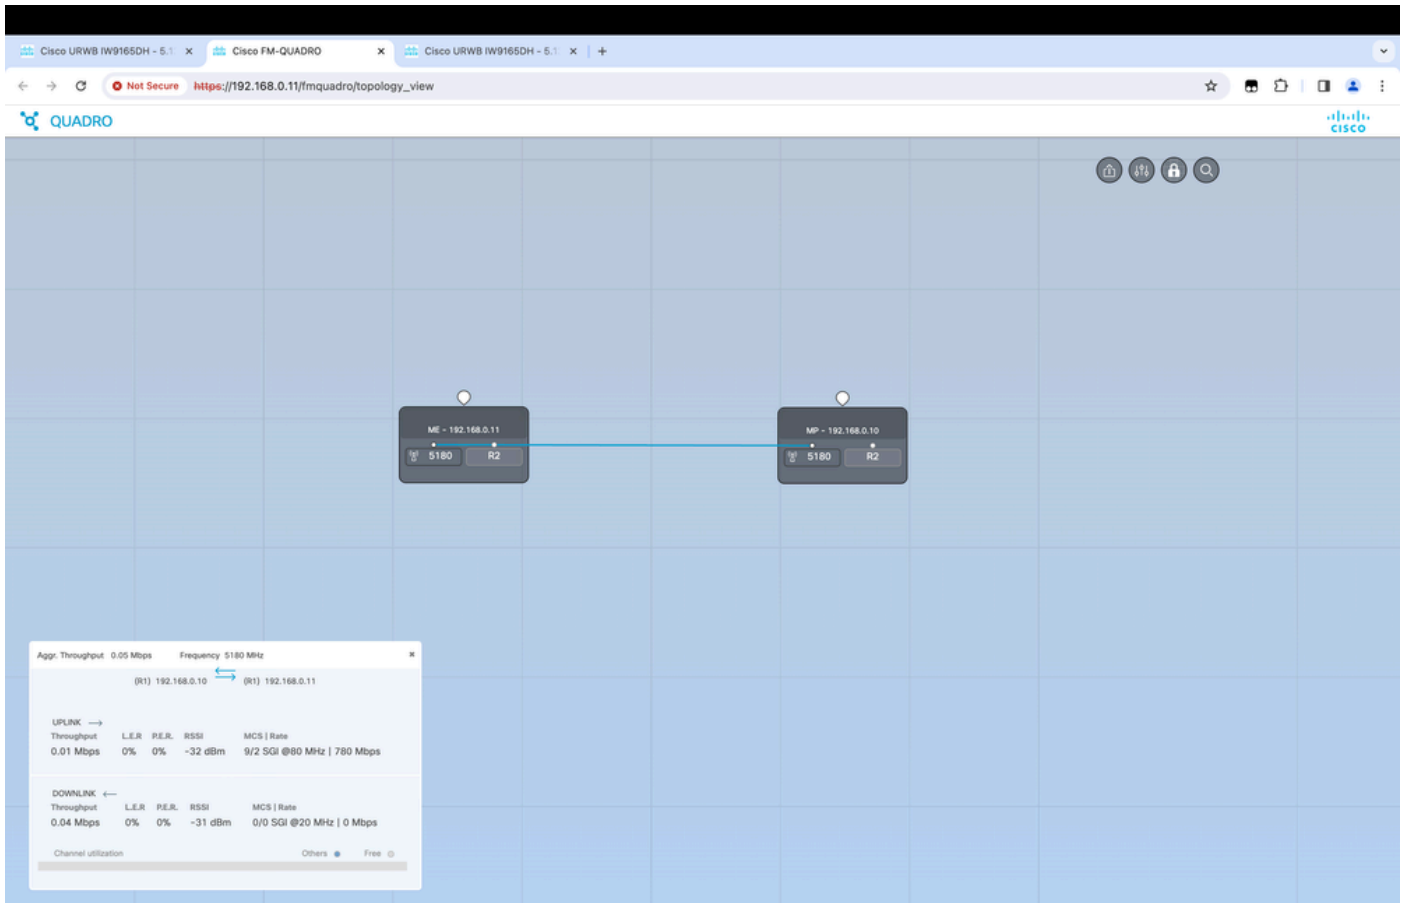 Cisco URWB IW9165DH - 5.1
Cisco FM-QUADRO
Cisco URWB IW9165DH - 5.1
Not Secure
https://192.168.0.11/fmquadro/topology_view
QUADRO
CISCO
ME - 192.168.0.11
5180
R2
MP - 192.168.0.10
5180
R2
Aggr. Throughput 0.05 Mbps Frequency 5180 MHz
(R1) 192.168.0.10 (R1) 192.168.0.11
UPLINK
Throughput L.E.R P.E.R. RSSI MCS | Rate
0.01 Mbps 0% 0% -32 dBm 9/2 SGI @80 MHz | 780 Mbps
DOWNLINK
Throughput L.E.R P.E.R. RSSI MCS | Rate
0.04 Mbps 0% 0% -31 dBm 0/0 SGI @20 MHz | 0 Mbps
Channel utilization Others Free